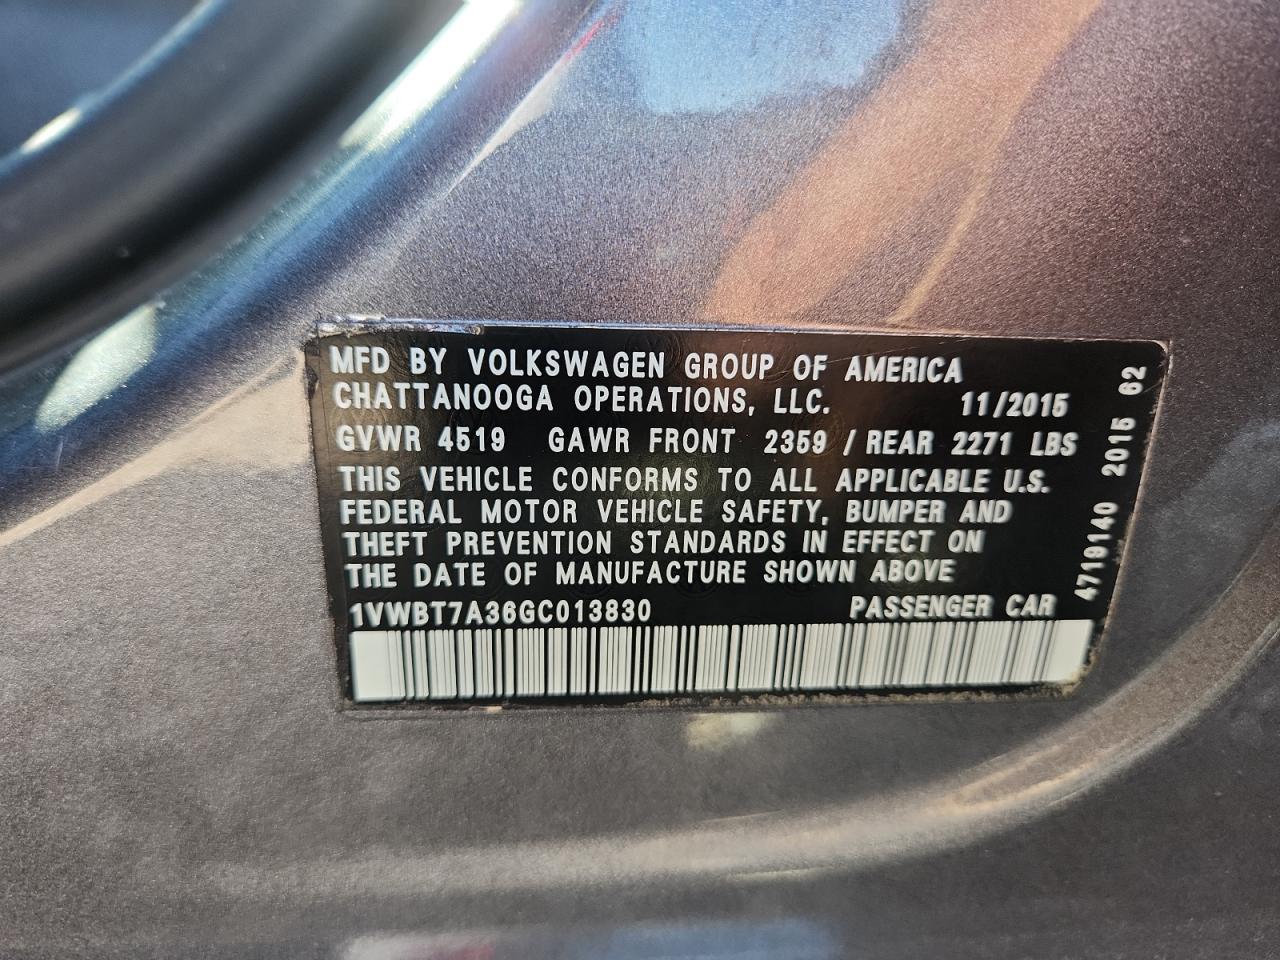 MFD BY VOLKSWAGEN GROUP OF AMERICA
CHATTANOOGA OPERATIONS, LLC. 11/2015
GVWR 4519 GAWR FRONT 2359 / REAR 2271 LBS
THIS VEHICLE CONFORMS TO ALL APPLICABLE U.S.
FEDERAL MOTOR VEHICLE SAFETY, BUMPER AND
THEFT PREVENTION STANDARDS IN EFFECT ON
THE DATE OF MANUFACTURE SHOWN ABOVE
1VWBT7A36GC013830 PASSENGER CAR
4719140 2015 62